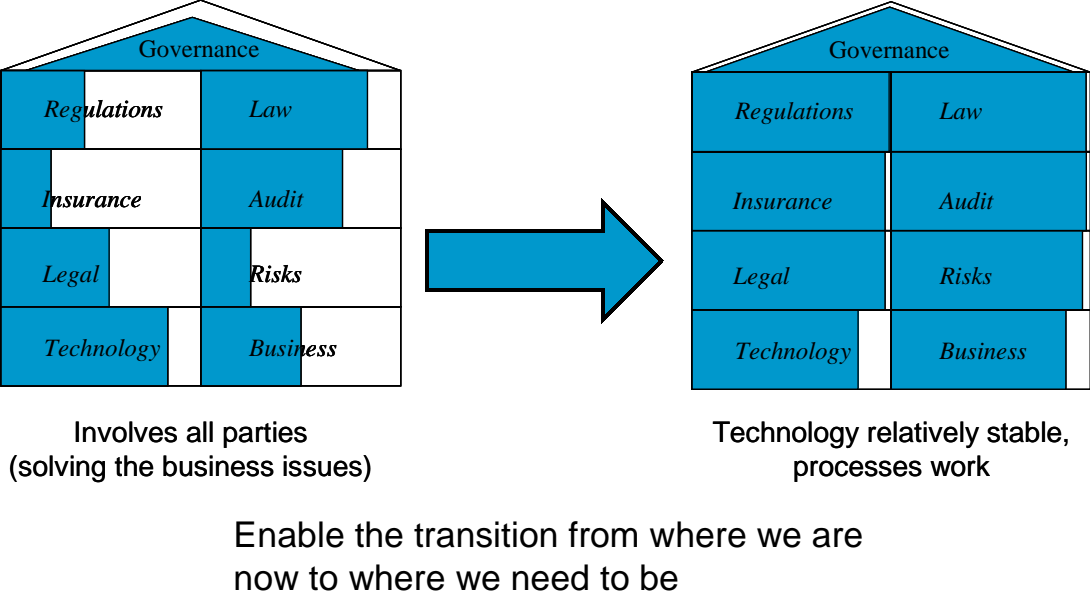 Governance
Regulations
Law
Insurance
Audit
Legal
Risks
Technology
Business
Involves all parties
(solving the business issues)
Governance
Regulations
Law
Insurance
Audit
Legal
Risks
Technology
Business
Technology relatively stable,
processes work
Enable the transition from where we are
now to where we need to be